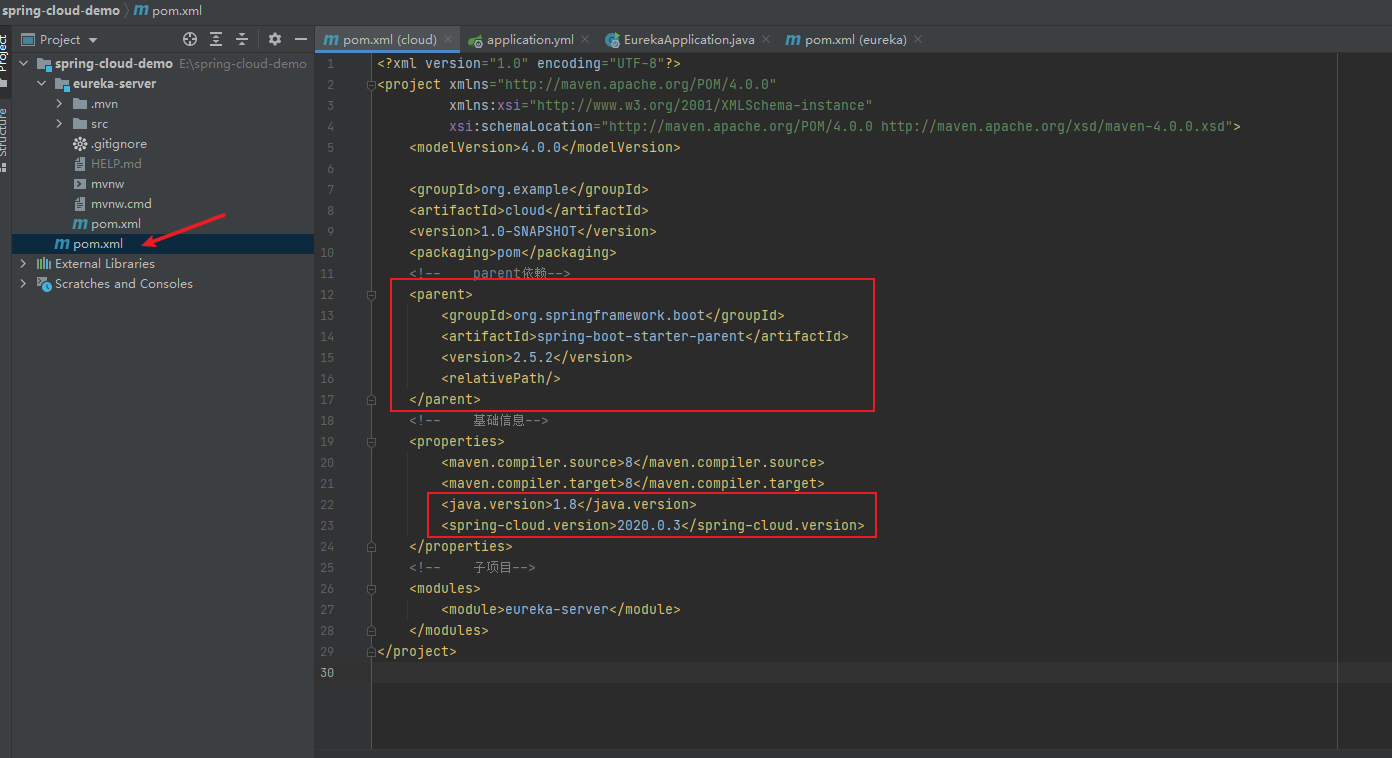 spring-cloud-demo 〉 m pom.xml
Project
Structure
Project
spring-cloud-demo E:\spring-cloud-demo
eureka-server
.mvn
src
.gitignore
HELP.md
mvnw
mvnw.cmd
m pom.xml
m pom.xml
External Libraries
Scratches and Consoles
m pom.xml (cloud) × application.yml × EurekaApplication.java × m pom.xml (eureka) ×
1 <?xml version="1.0" encoding="UTF-8"?>
2 <project xmlns="http://maven.apache.org/POM/4.0.0"
3 xmlns:xsi="http://www.w3.org/2001/XMLSchema-instance"
4 xsi:schemaLocation="http://maven.apache.org/POM/4.0.0 http://maven.apache.org/xsd/maven-4.0.0.xsd">
5 <modelVersion>4.0.0</modelVersion>
6
7 <groupId>org.example</groupId>
8 <artifactId>cloud</artifactId>
9 <version>1.0-SNAPSHOT</version>
10 <packaging>pom</packaging>
11 <!-- parent依赖-->
12 <parent>
13 <groupId>org.springframework.boot</groupId>
14 <artifactId>spring-boot-starter-parent</artifactId>
15 <version>2.5.2</version>
16 <relativePath/>
17 </parent>
18 <!-- 基础信息-->
19 <properties>
20 <maven.compiler.source>8</maven.compiler.source>
21 <maven.compiler.target>8</maven.compiler.target>
22 <java.version>1.8</java.version>
23 <spring-cloud.version>2020.0.3</spring-cloud.version>
24 </properties>
25 <!-- 子项目-->
26 <modules>
27 <module>eureka-server</module>
28 </modules>
29 </project>
30